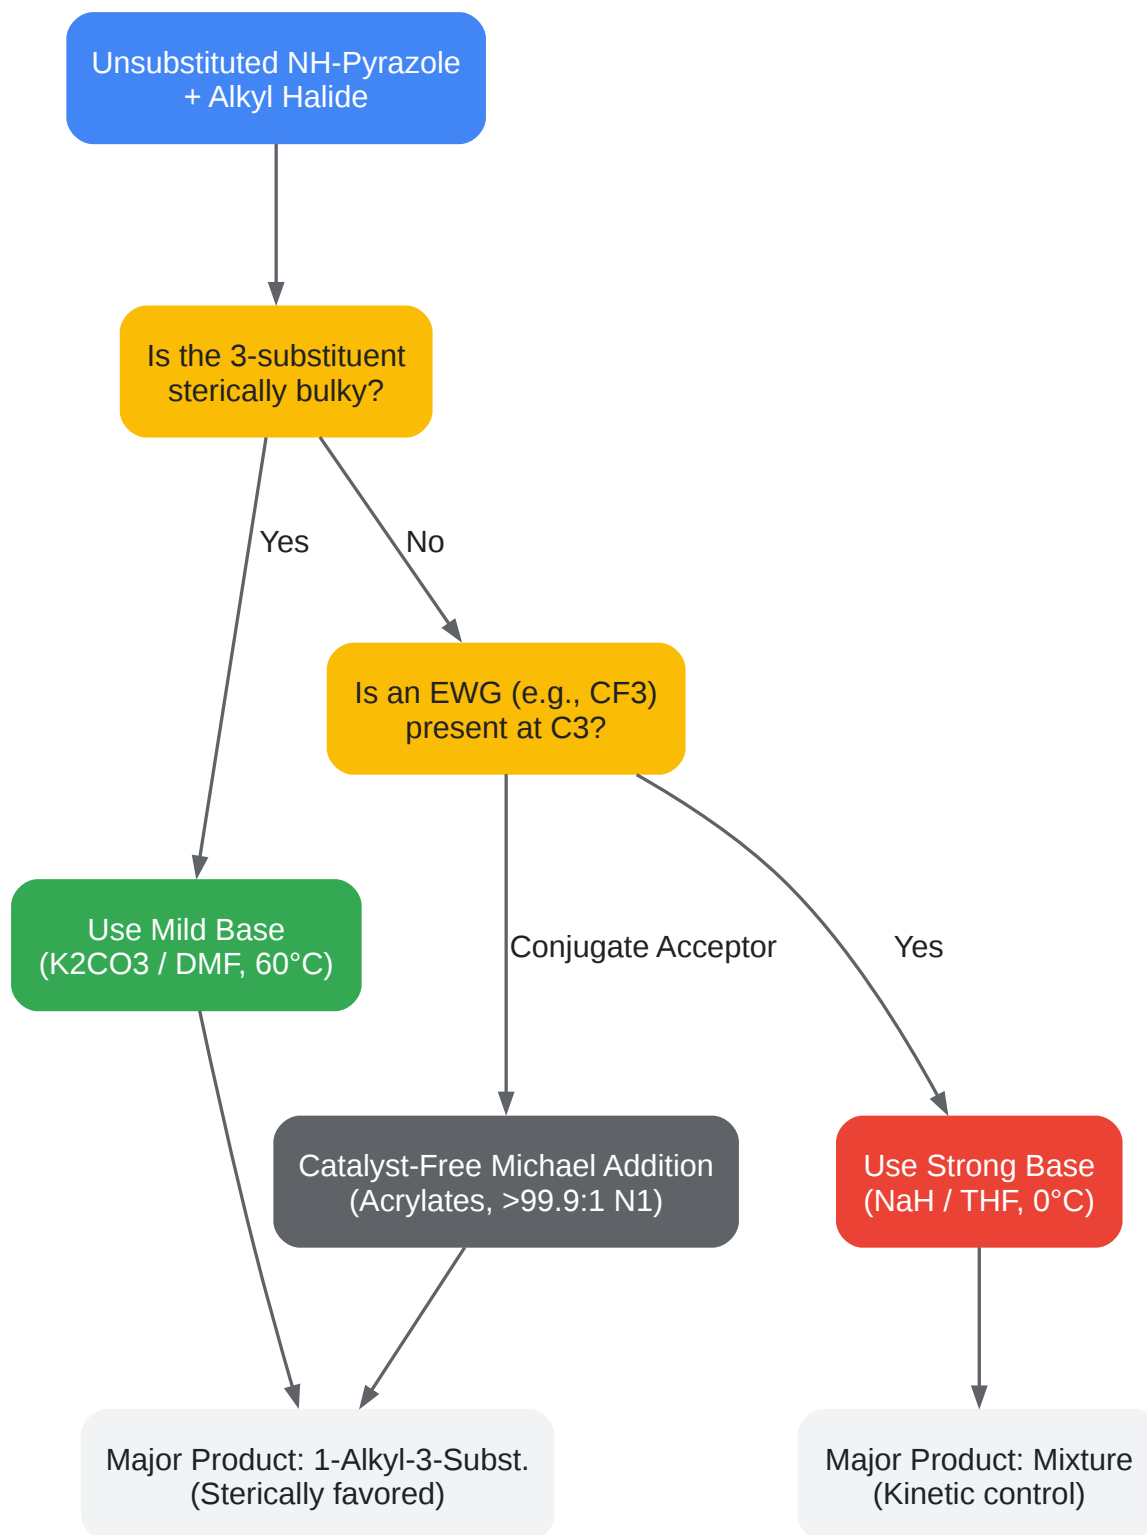 Unsubstituted NH-Pyrazole
+ Alkyl Halide
Is the 3-substituent
sterically bulky?
Yes
No
Is an EWG (e.g., CF3)
present at C3?
Use Mild Base
(K2CO3 / DMF, 60°C)
Conjugate Acceptor
Yes
Catalyst-Free Michael Addition
(Acrylates, >99.9:1 N1)
Use Strong Base
(NaH / THF, 0°C)
Major Product: 1-Alkyl-3-Subst.
(Sterically favored)
Major Product: Mixture
(Kinetic control)